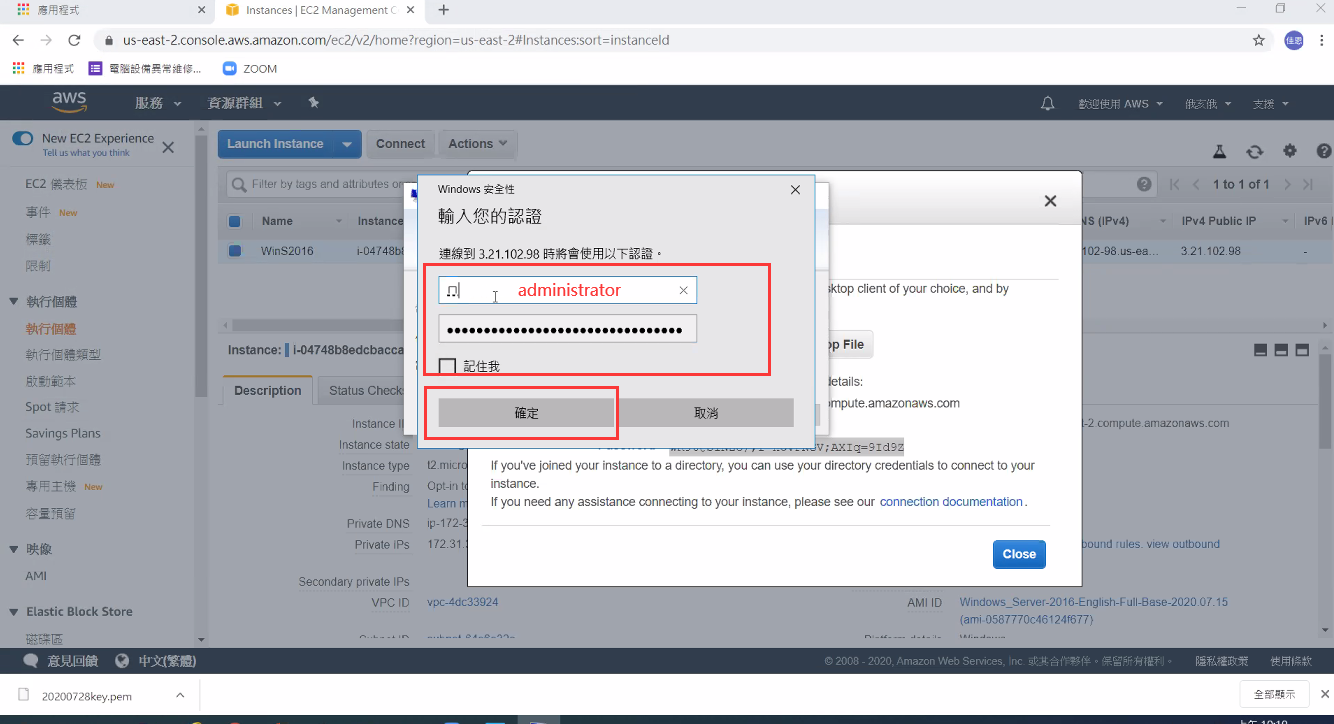 應用程式
Instances | EC2 Management C
us-east-2.console.aws.amazon.com/ec2/v2/home?region=us-east-2#Instances:sort=instanceId
佳恩
應用程式
電腦設備異常維修...
ZOOM
aws
服務
資源群組
歡迎使用 AWS
俄亥俄
支援
New EC2 Experience
Tell us what you think
Launch Instance
Connect
Actions
EC2 儀表板 New
事件 New
標籤
限制
執行個體
執行個體
執行個體類型
啟動範本
Spot 請求
Savings Plans
預留執行個體
專用主機 New
容量預留
映像
AMI
Elastic Block Store
磁碟區
Filter by tags and attributes or
1 to 1 of 1
Name
Instance
NS (IPv4)
IPv4 Public IP
IPv6 I
WinS2016
i-04748b8
102-98.us-ea...
3.21.102.98
-
Windows 安全性
輸入您的認證
連線到 3.21.102.98 時將會使用以下認證。
administrator
記住我
確定
取消
sktop client of your choice, and by
op File
details:
ompute.amazonaws.com
If you've joined your instance to a directory, you can use your directory credentials to connect to your
instance.
If you need any assistance connecting to your instance, please see our connection documentation.
Close
Instance: i-04748b8edcbacca
Description
Status Checks
Instance I
Instance state
Instance type
t2.micro
Finding
Opt-in to
Learn m
Private DNS
ip-172-3
Private IPs
172.31.2
Secondary private IPs
VPC ID
vpc-4dc33924
t-2.compute.amazonaws.com
bound rules. view outbound
AMI ID
Windows_Server-2016-English-Full-Base-2020.07.15
(ami-0587770c46124f677)
意見回饋
中文(繁體)
© 2008 - 2020, Amazon Web Services, Inc. 或其合作夥伴。保留所有權利。
隱私權政策
使用條款
20200728key.pem
全部顯示